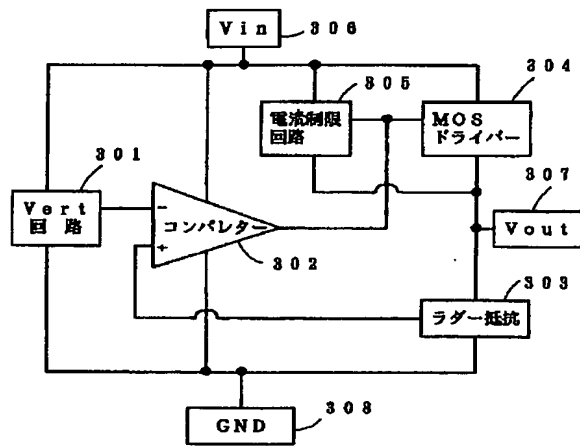 Vin
306
304
305
電流制限
回路
MOS
ドライバー
301
307
Vert
回 路
−
コンパレター
+
302
Vout
303
ラダー抵抗
GND
308